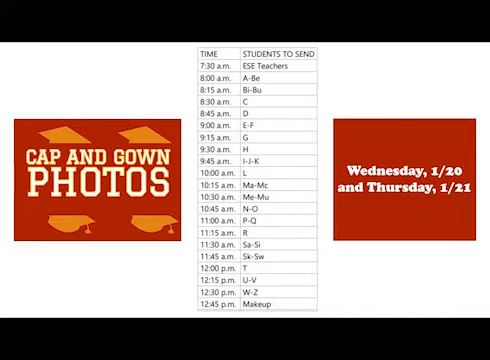 CAP AND GOWN
PHOTOS
TIME STUDENTS TO SEND
7:30 a.m. ESE Teachers
8:00 a.m. A-Be
8:15 a.m. Bi-Bu
8:30 a.m. C
8:45 a.m. D
9:00 a.m. E-F
9:15 a.m. G
9:30 a.m. H
9:45 a.m. I-J-K
10:00 a.m. L
10:15 a.m. Ma-Mc
10:30 a.m. Me-Mu
10:45 a.m. N-O
11:00 a.m. P-Q
11:15 a.m. R
11:30 a.m. Sa-Si
11:45 a.m. Sk-Sw
12:00 p.m. T
12:15 p.m. U-V
12:30 p.m. W-Z
12:45 p.m. Makeup
Wednesday, 1/20
and Thursday, 1/21